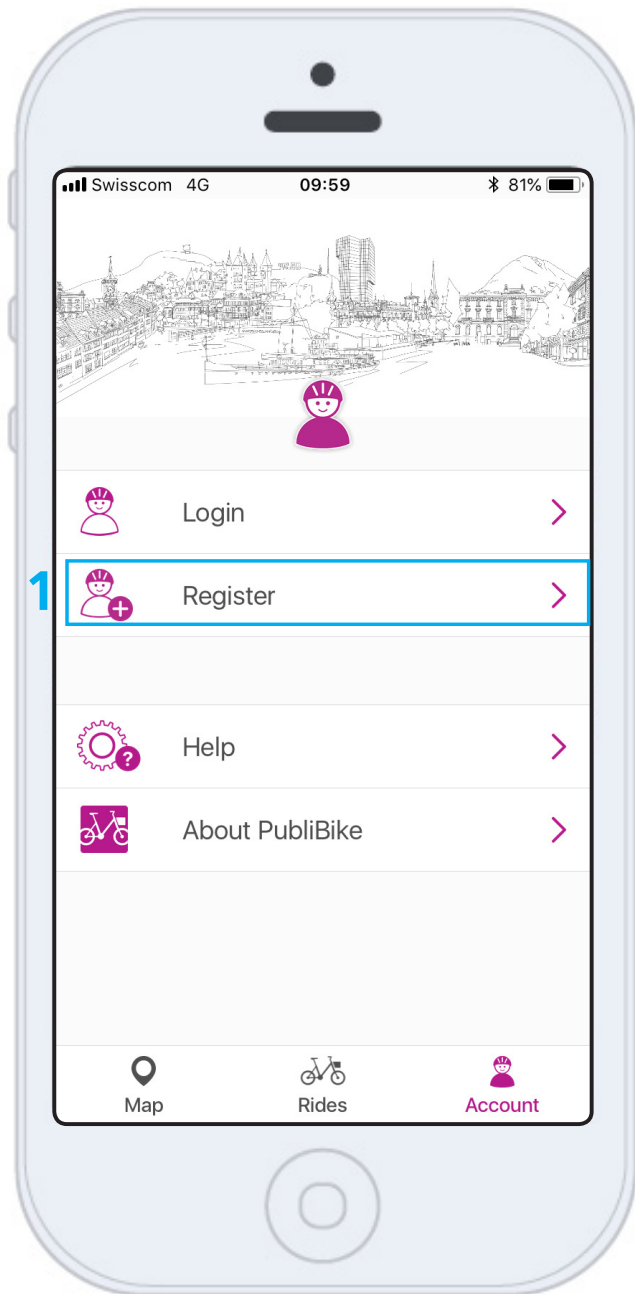 Swisscom 4G 09:59 81%
Login
1 Register
Help
?
About PubliBike
Map Rides Account